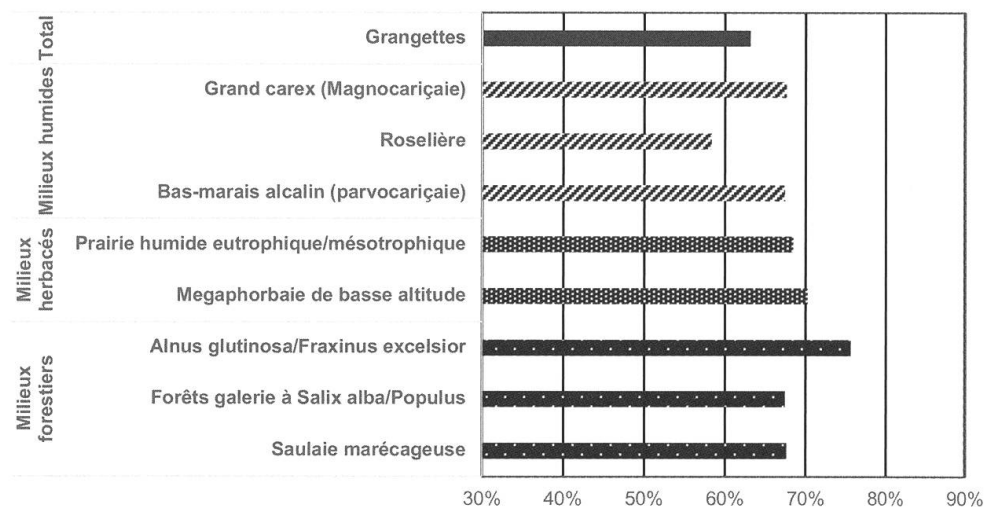 Total
Grangettes
Milieux humides
Grand carex (Magnocariçaie)
Roselière
Bas-marais alcalin (parvocariçaie)
Milieux
herbacés
Prairie humide eutrophique/mésotrophique
Megaphorbaie de basse altitude
Milieux
forestiers
Alnus glutinosa/Fraxinus excelsior
Forêts galerie à Salix alba/Populus
Saulaie marécageuse
30% 40% 50% 60% 70% 80% 90%